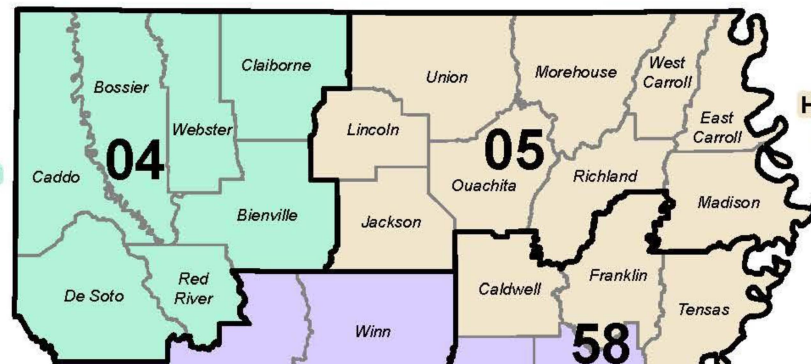 Claiborne
Union
Morehouse
West
Carroll
H
Bossier
Webster
Lincoln
East
Carroll
04
05
Caddo
Ouachita
Richland
Bienville
Jackson
Madison
De Soto
Red
River
Caldwell
Franklin
Tensas
Winn
58